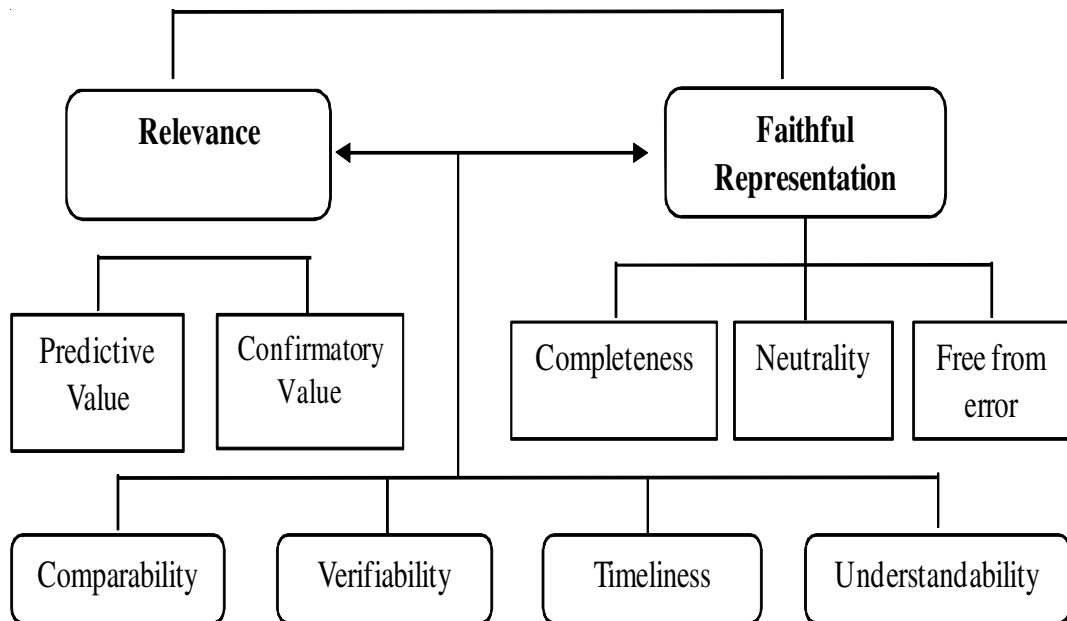 Relevance
Faithful
Representation
Predictive
Value
Confirmatory
Value
Completeness
Neutrality
Free from
error
Comparability
Verifiability
Timeliness
Understandability